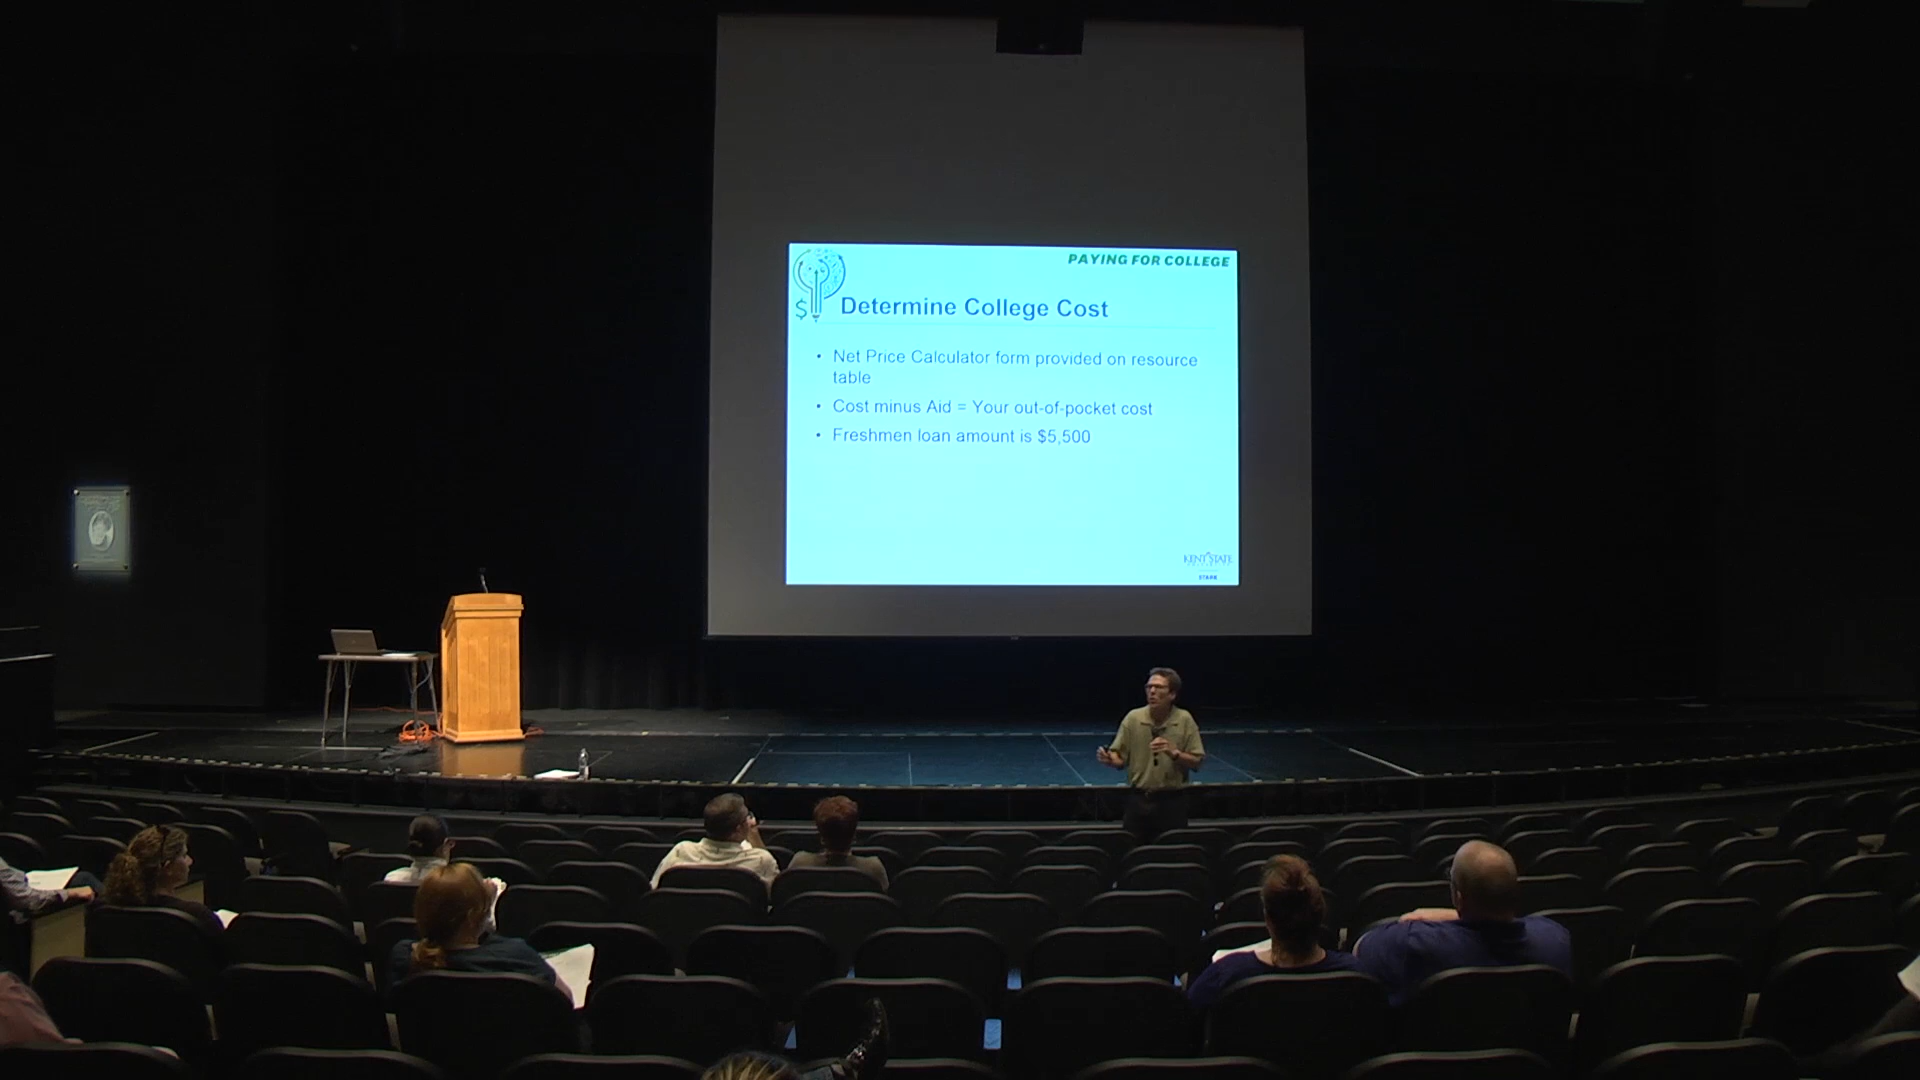 PAYING FOR COLLEGE
$
Determine College Cost
• Net Price Calculator form provided on resource
table
• Cost minus Aid = Your out-of-pocket cost
• Freshmen loan amount is $5,500
KENT STATE
STARK